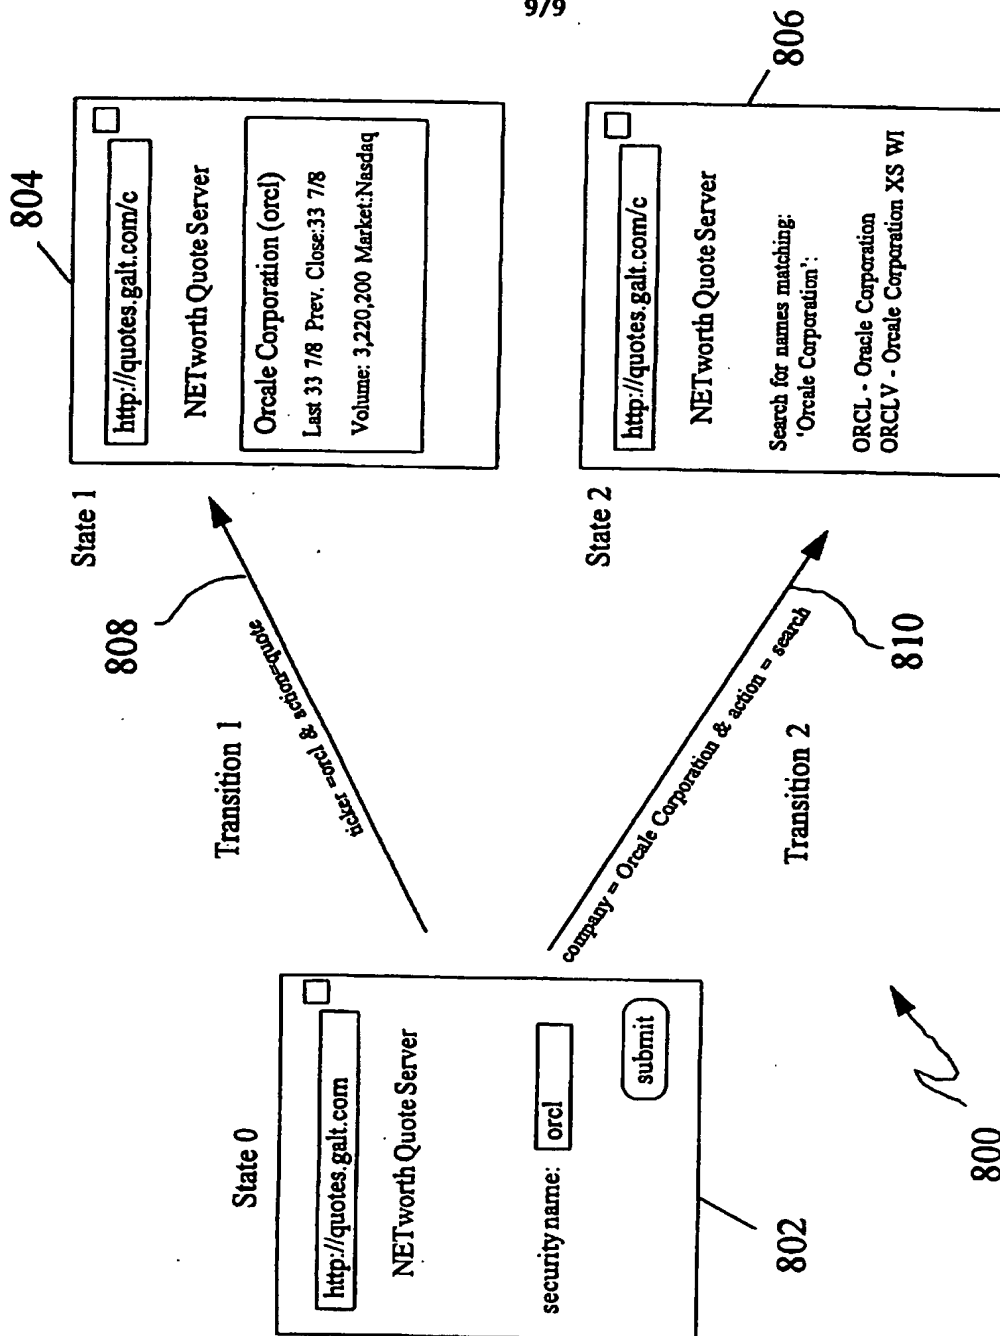 9/9
State 0
http://quotes.galt.com
NETworth Quote Server
security name: orcl
submit
802
800
Transition 1
ticker =orcl & action=quote
808
Transition 2
company = Orcale Corporation & action = search
810
State 1
804
http://quotes.galt.com/c
NETworth Quote Server
Orcale Corporation (orcl)
Last 33 7/8 Prev. Close:33 7/8
Volume: 3,220,200 Market:Nasdaq
State 2
806
http://quotes.galt.com/c
NETworth Quote Server
Search for names matching:
'Orcale Corporation':
ORCL - Oracle Corporation
ORCLV - Orcale Corporation XS WI